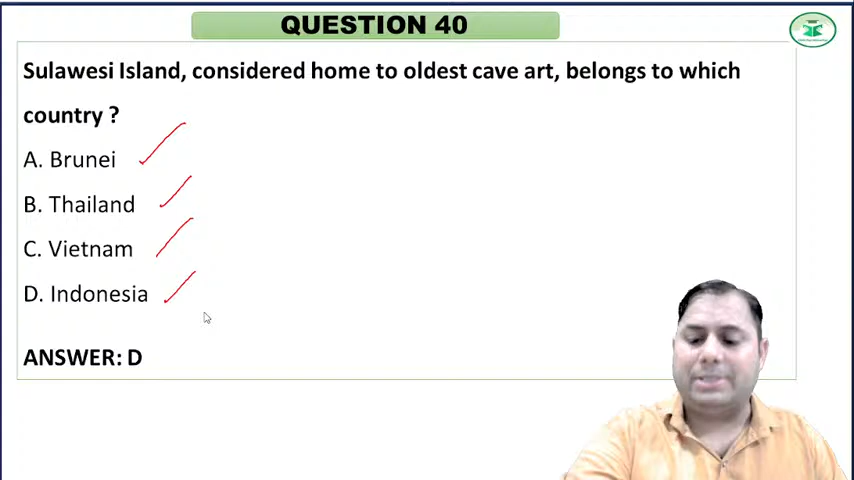 QUESTION 40
Sulawesi Island, considered home to oldest cave art, belongs to which
country ?
A. Brunei
B. Thailand
C. Vietnam
D. Indonesia
ANSWER: D